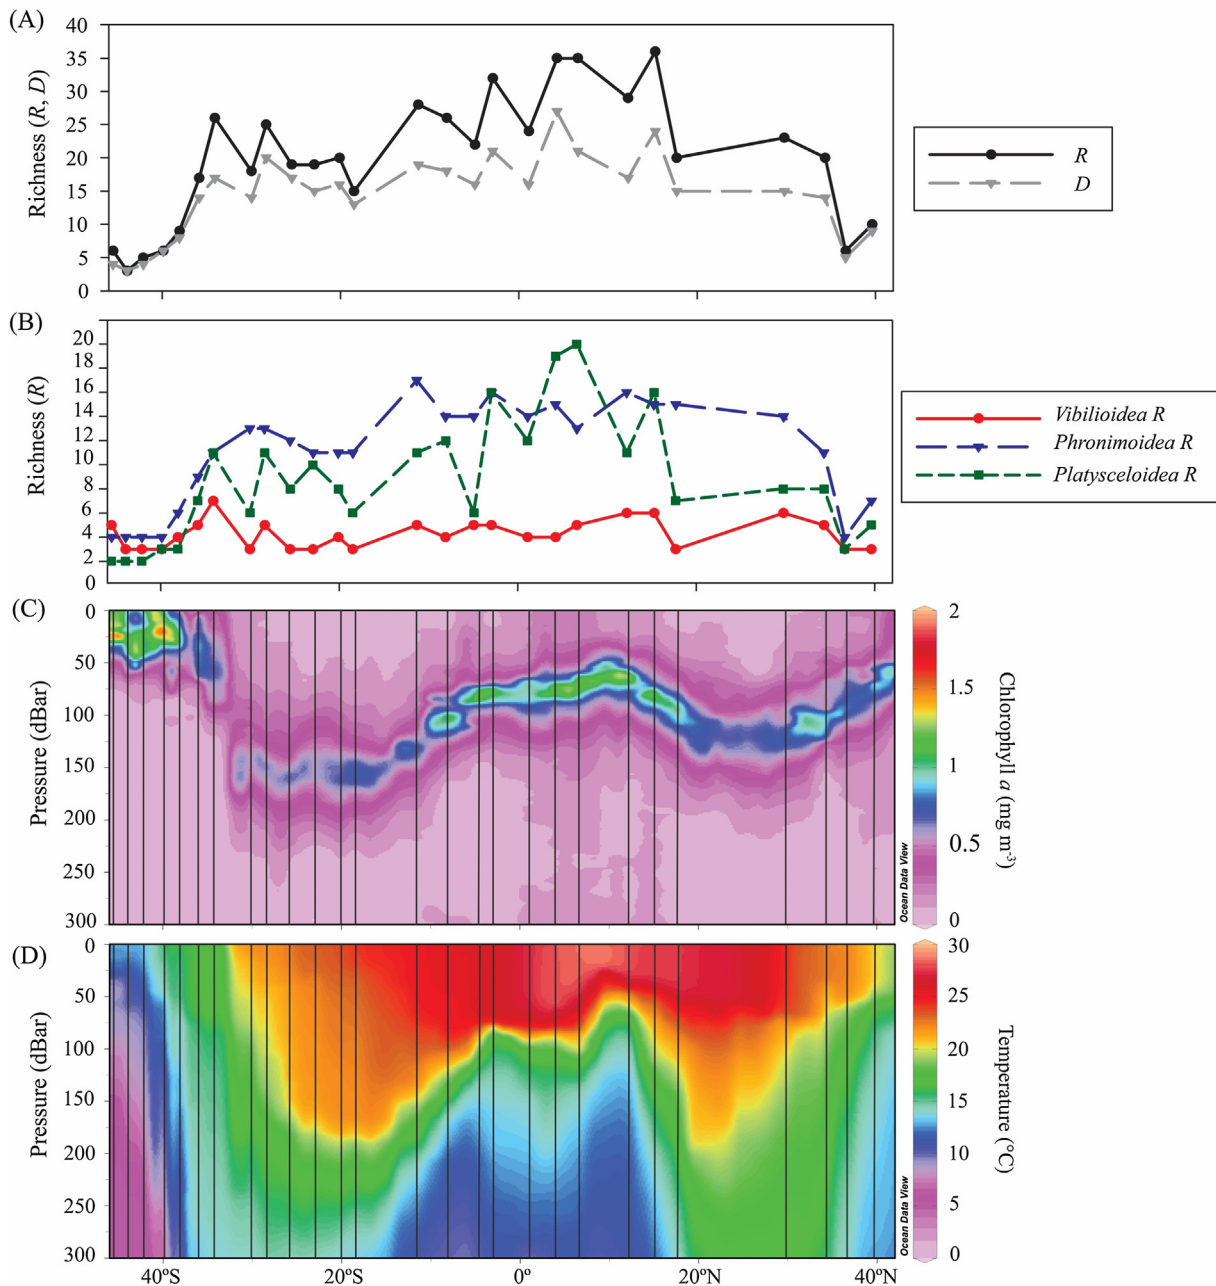 (A)
40
35
30
25
20
15
10
5
0
Richness (R, D)
R
D
(B)
20
18
16
14
12
10
8
6
4
2
0
Richness (R)
Vibilioidea R
Phronimoidea R
Platysceloidea R
(C)
0
50
100
150
200
250
300
Pressure (dBar)
Ocean Data View
2
1.5
1
0.5
0
Chlorophyll a (mg m-3)
(D)
0
50
100
150
200
250
300
Pressure (dBar)
Ocean Data View
30
25
20
15
10
5
0
Temperature (°C)
40°S
20°S
0°
20°N
40°N